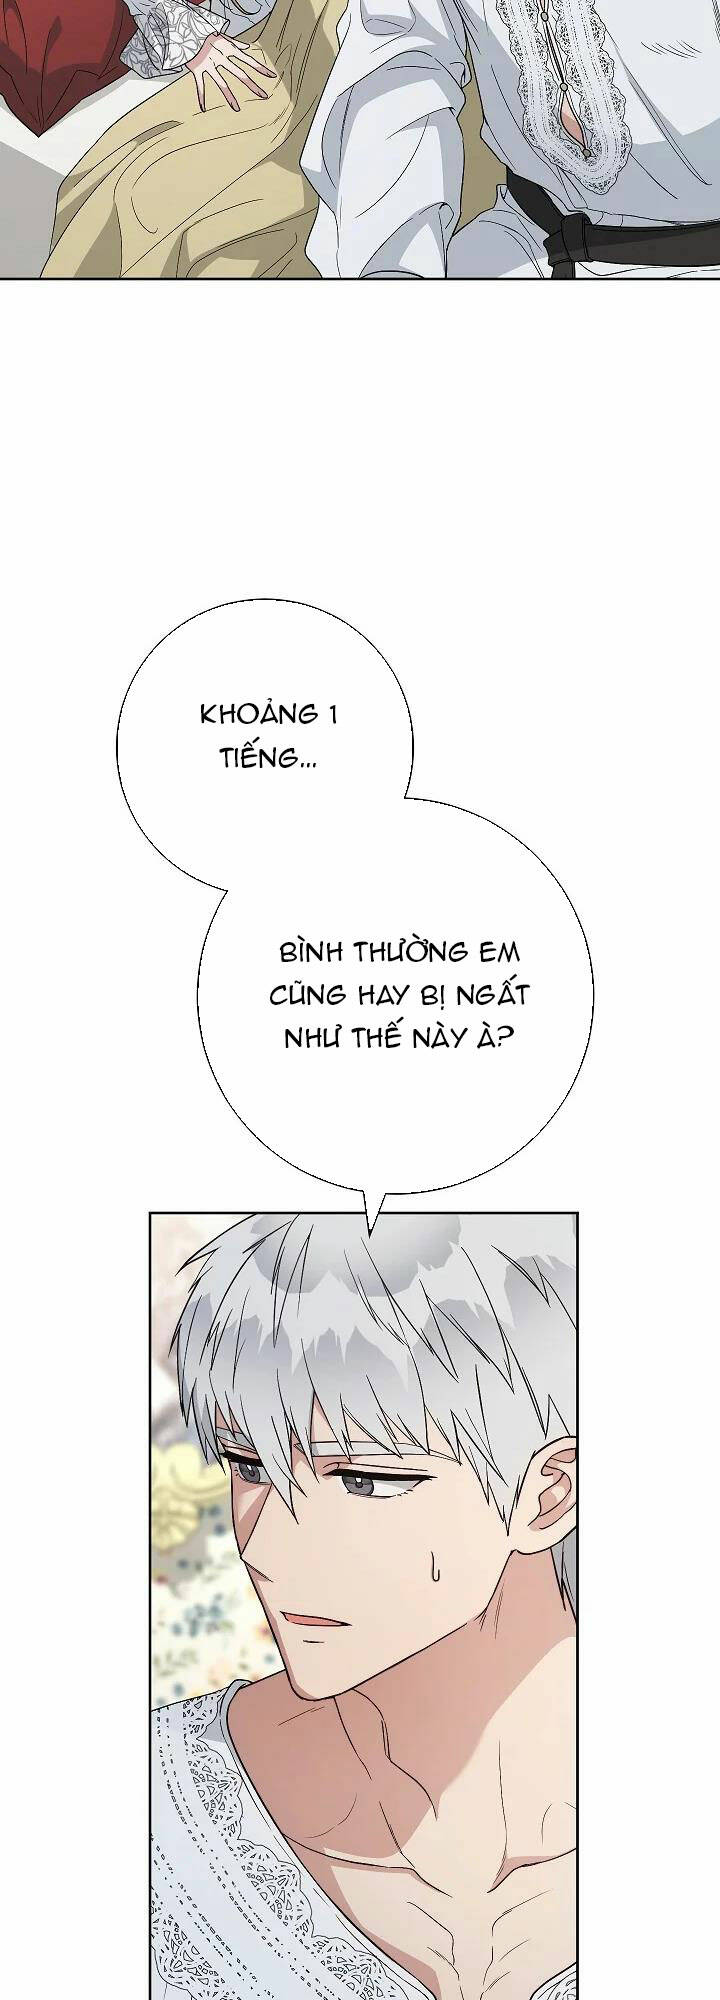 KHOẢNG 1
TIẾNG...
BÌNH THƯỜNG EM
CŨNG HAY BỊ NGẤT
NHƯ THẾ NÀY À?